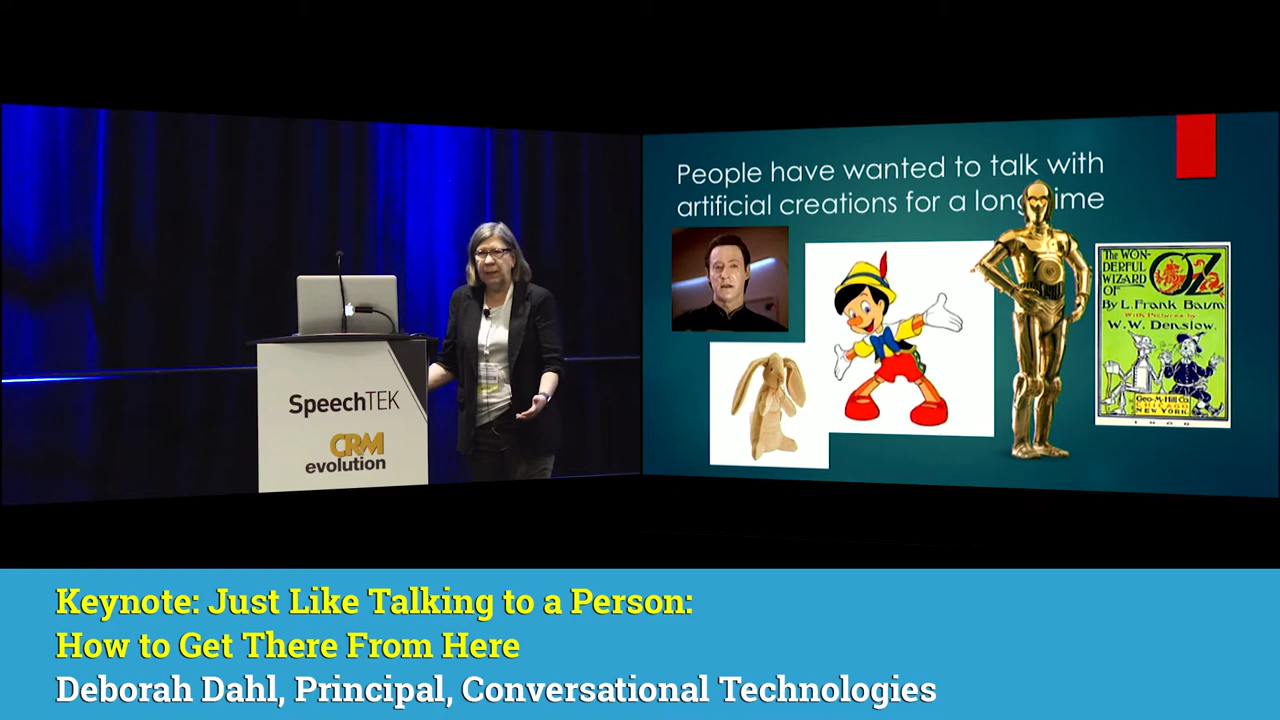 People have wanted to talk with
artificial creations for a long time
THE WON-
DERFUL
WIZARD
OF OZ
By L. Frank Baum
With Pictures by
W. W. Denslow.
Geo. M. Hill Co.
CHICAGO
NEW YORK.
1900
SpeechTEK
CRM
evolution
Keynote: Just Like Talking to a Person:
How to Get There From Here
Deborah Dahl, Principal, Conversational Technologies